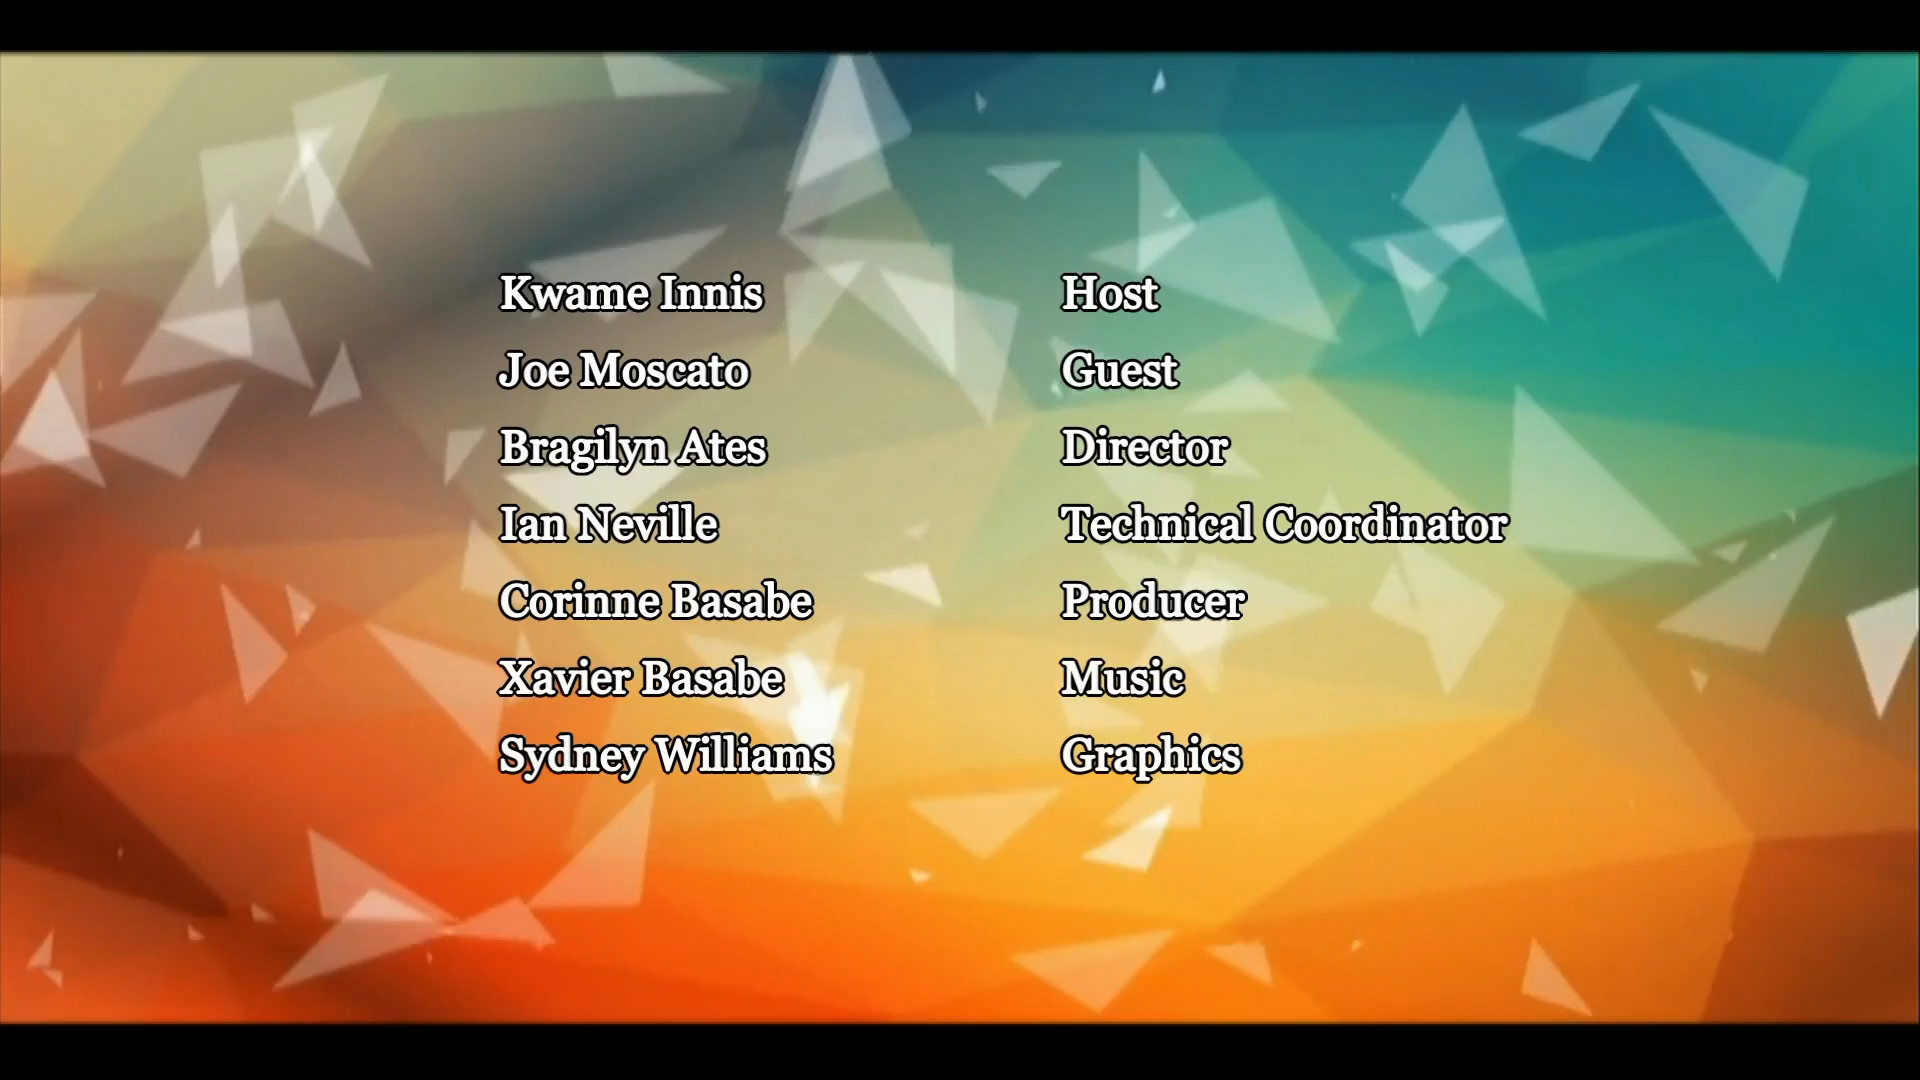 Kwame Innis Host
Joe Moscato Guest
Bragilyn Ates Director
Ian Neville Technical Coordinator
Corinne Basabe Producer
Xavier Basabe Music
Sydney Williams Graphics